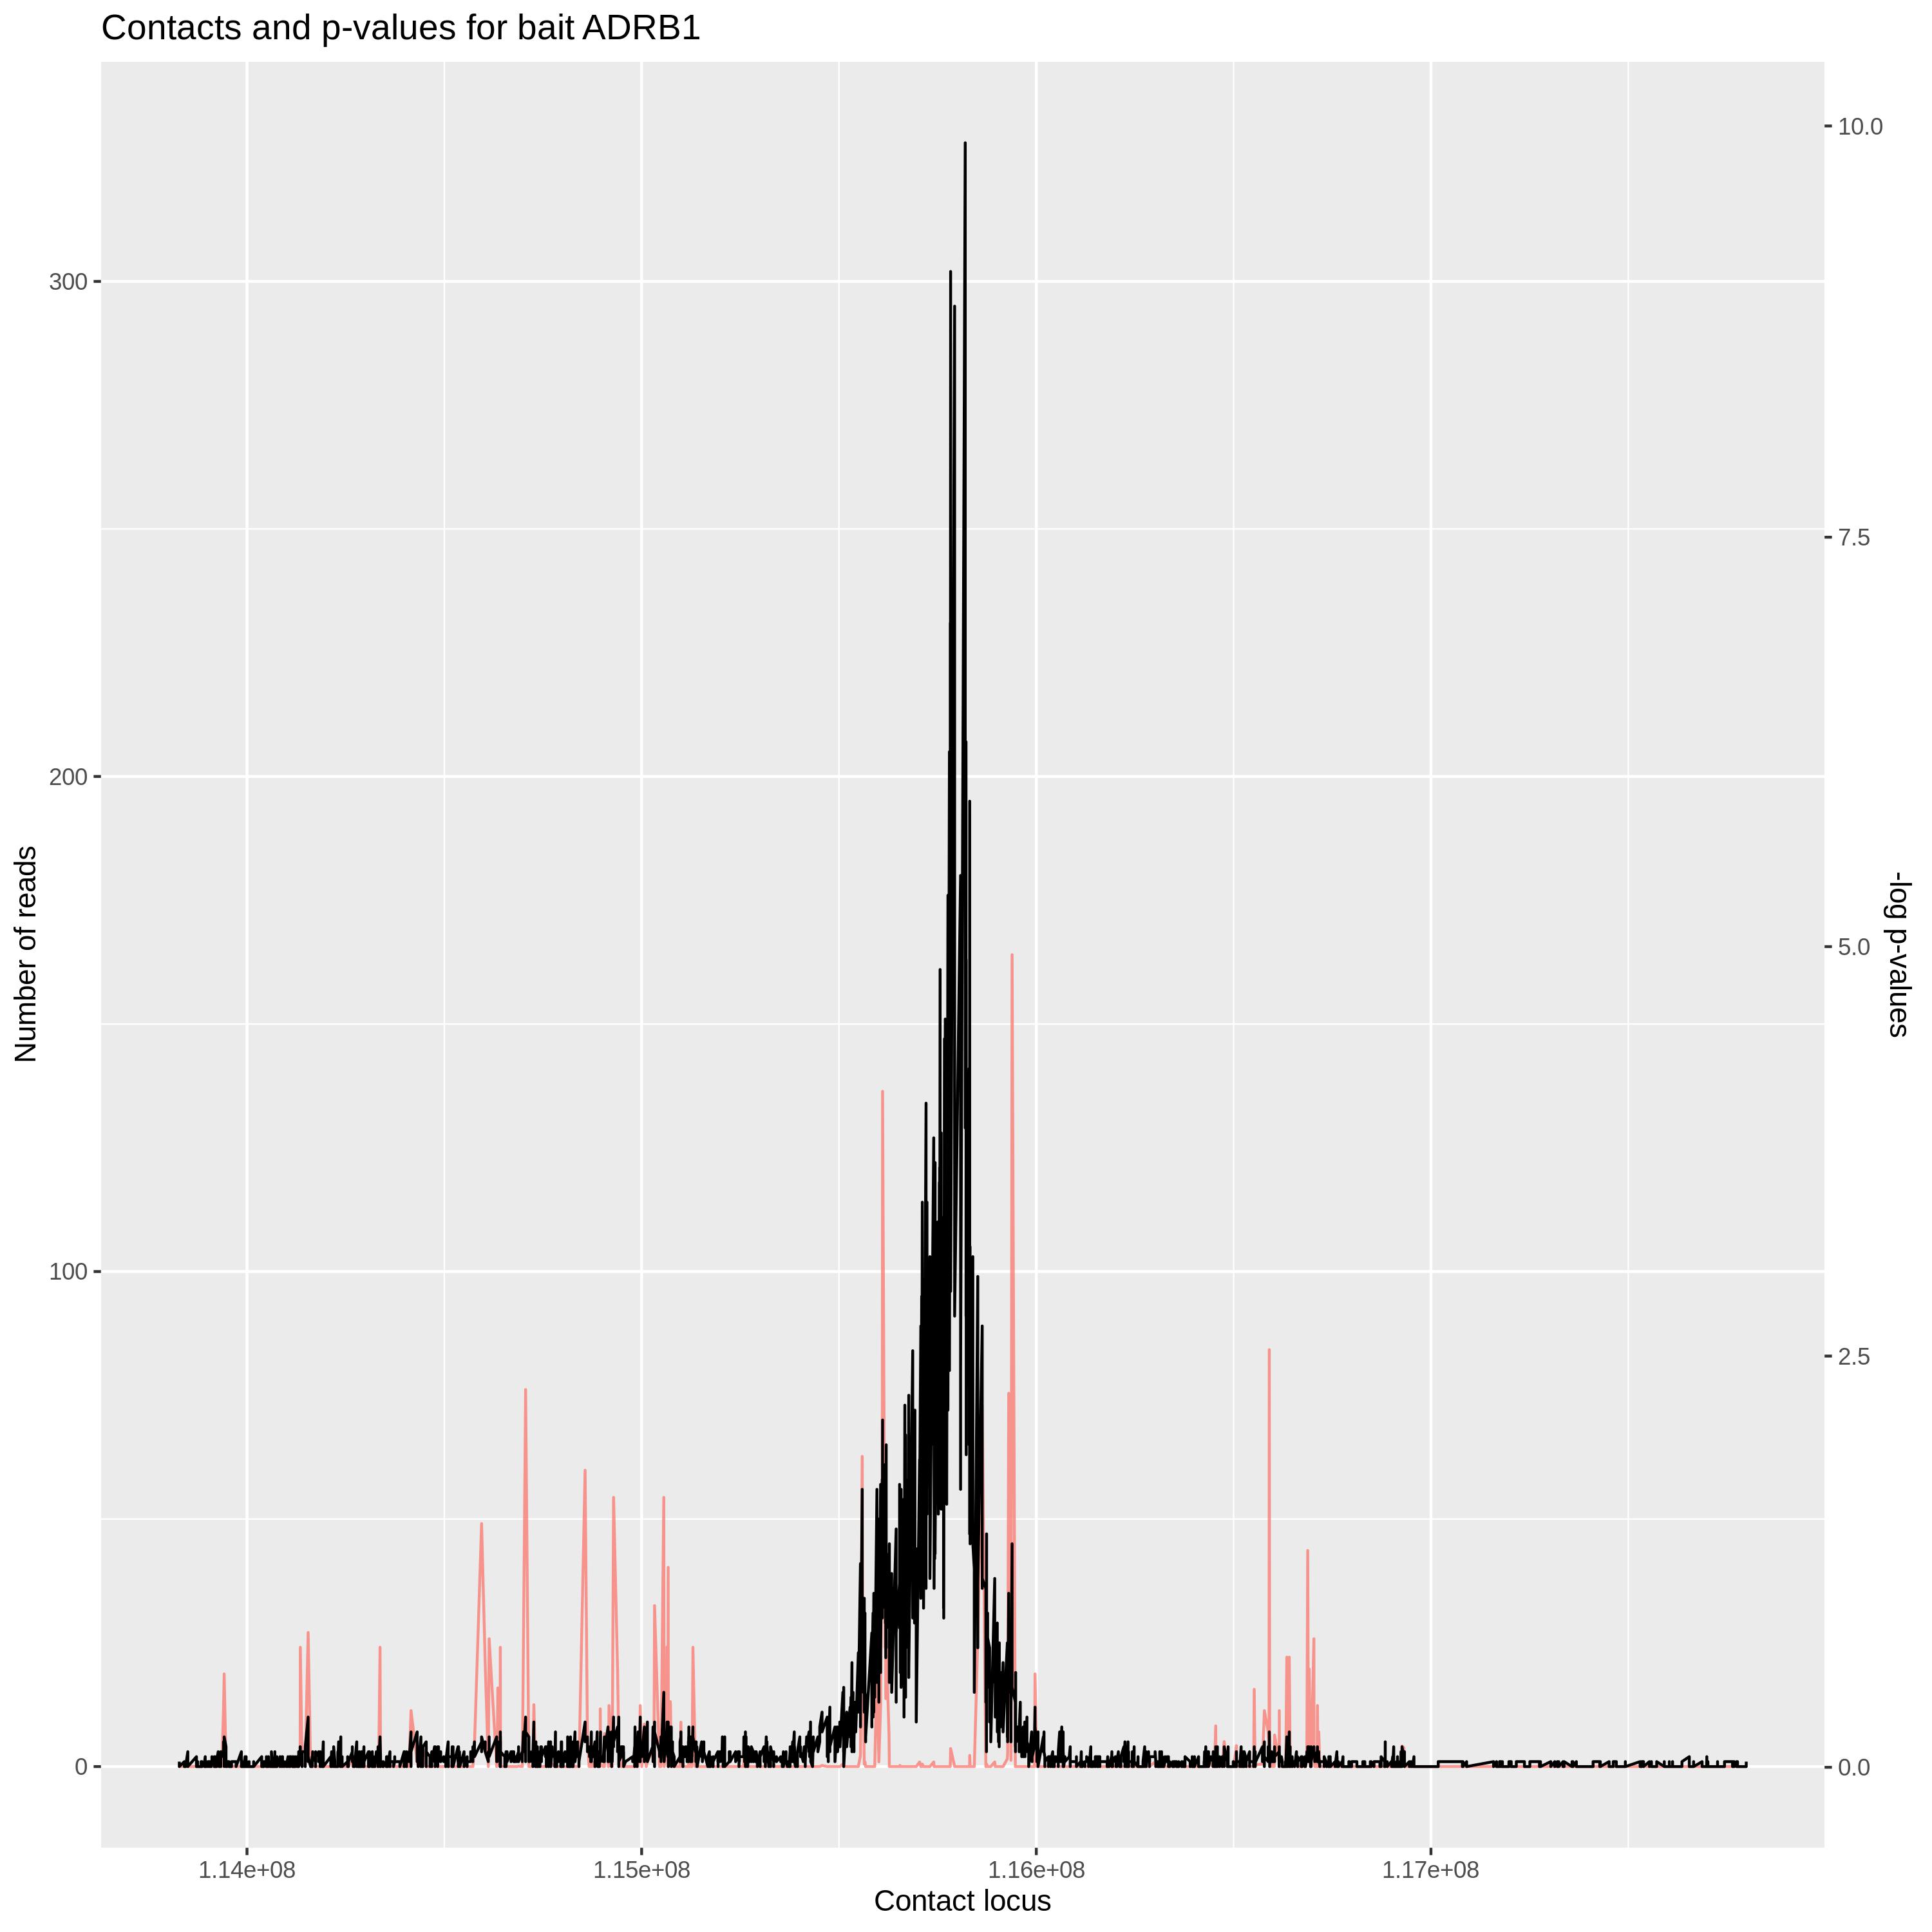 Contacts and p-values for bait ADRB1
Number of reads
300
200
100
0
10.0
7.5
5.0
2.5
0.0
-log p-values
1.14e+08
1.15e+08
1.16e+08
1.17e+08
Contact locus